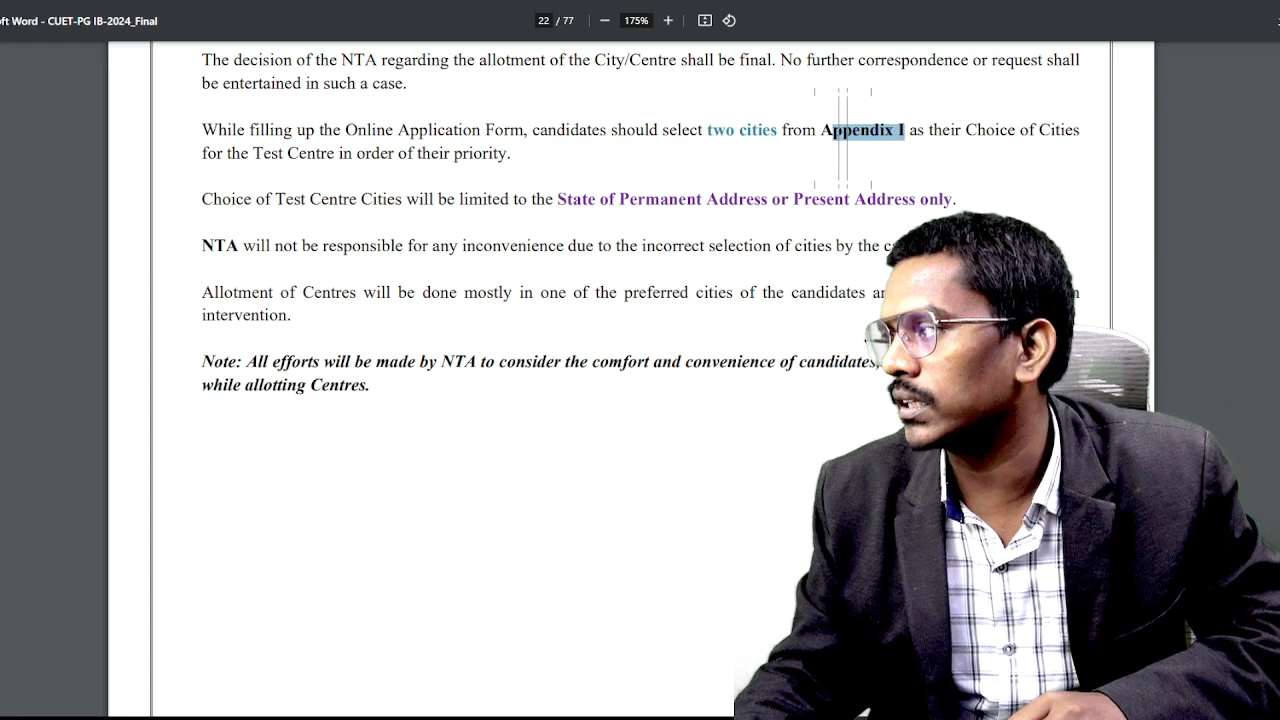 oft Word - CUET-PG IB-2024_Final
22 / 77
175%
The decision of the NTA regarding the allotment of the City/Centre shall be final. No further correspondence or request shall
be entertained in such a case.
While filling up the Online Application Form, candidates should select two cities from Appendix I as their Choice of Cities
for the Test Centre in order of their priority.
Choice of Test Centre Cities will be limited to the State of Permanent Address or Present Address only.
NTA will not be responsible for any inconvenience due to the incorrect selection of cities by the
Allotment of Centres will be done mostly in one of the preferred cities of the candidates
intervention.
Note: All efforts will be made by NTA to consider the comfort and convenience of candidates,
while allotting Centres.